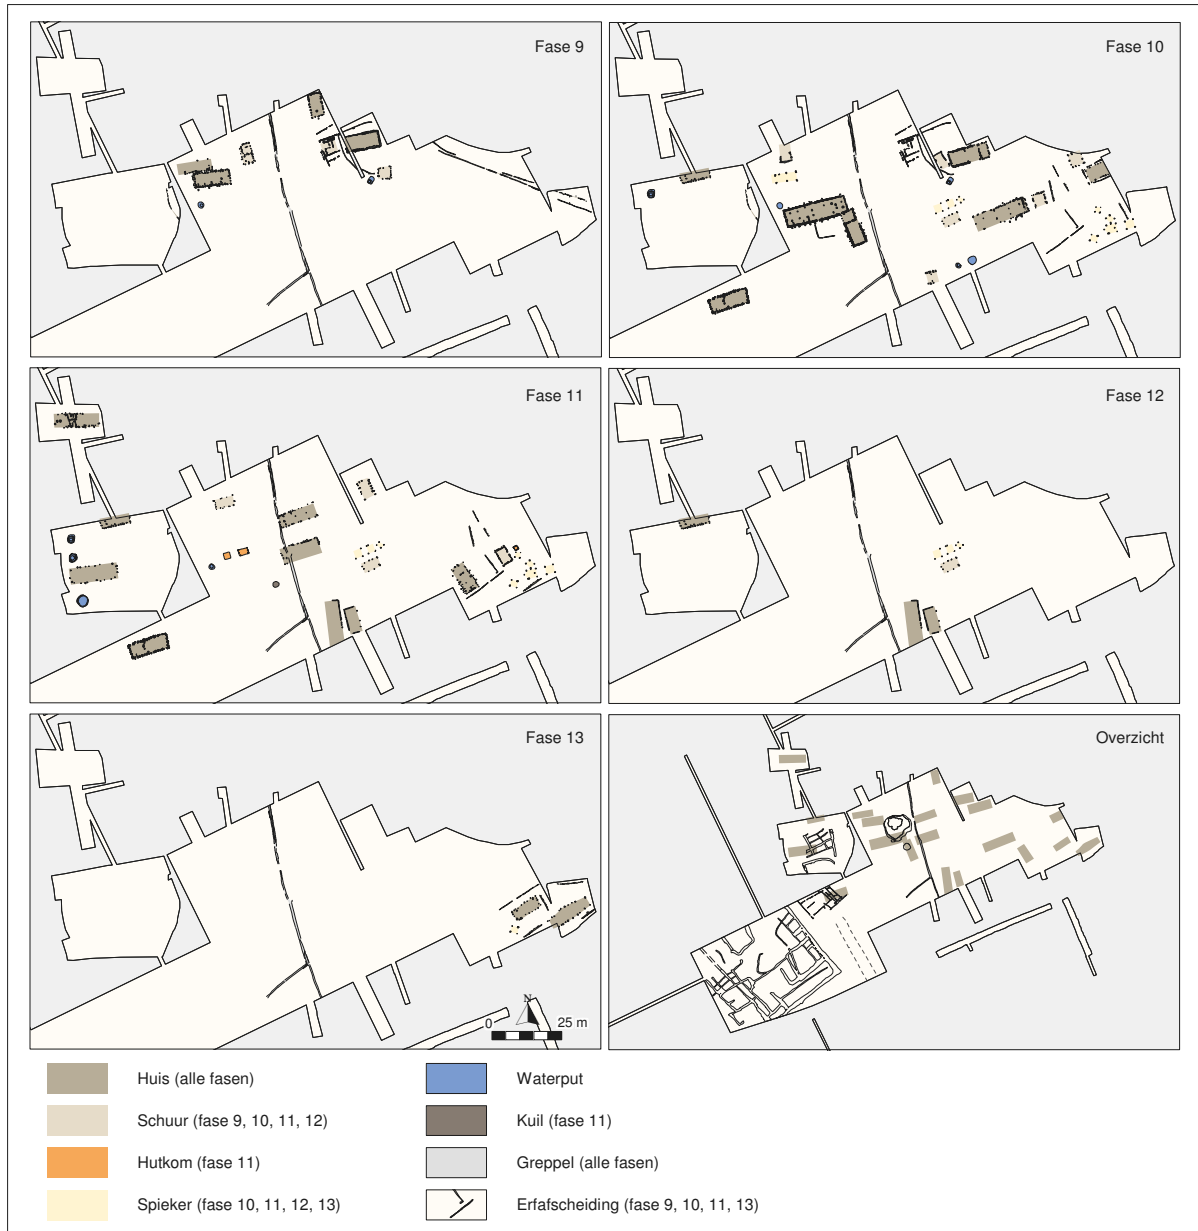 Fase 9
Fase 10
Fase 11
Fase 12
Fase 13
Overzicht
N
0 25 m
Huis (alle fasen)
Waterput
Schuur (fase 9, 10, 11, 12)
Kuil (fase 11)
Hutkom (fase 11)
Greppel (alle fasen)
Spieker (fase 10, 11, 12, 13)
Erfafscheiding (fase 9, 10, 11, 13)